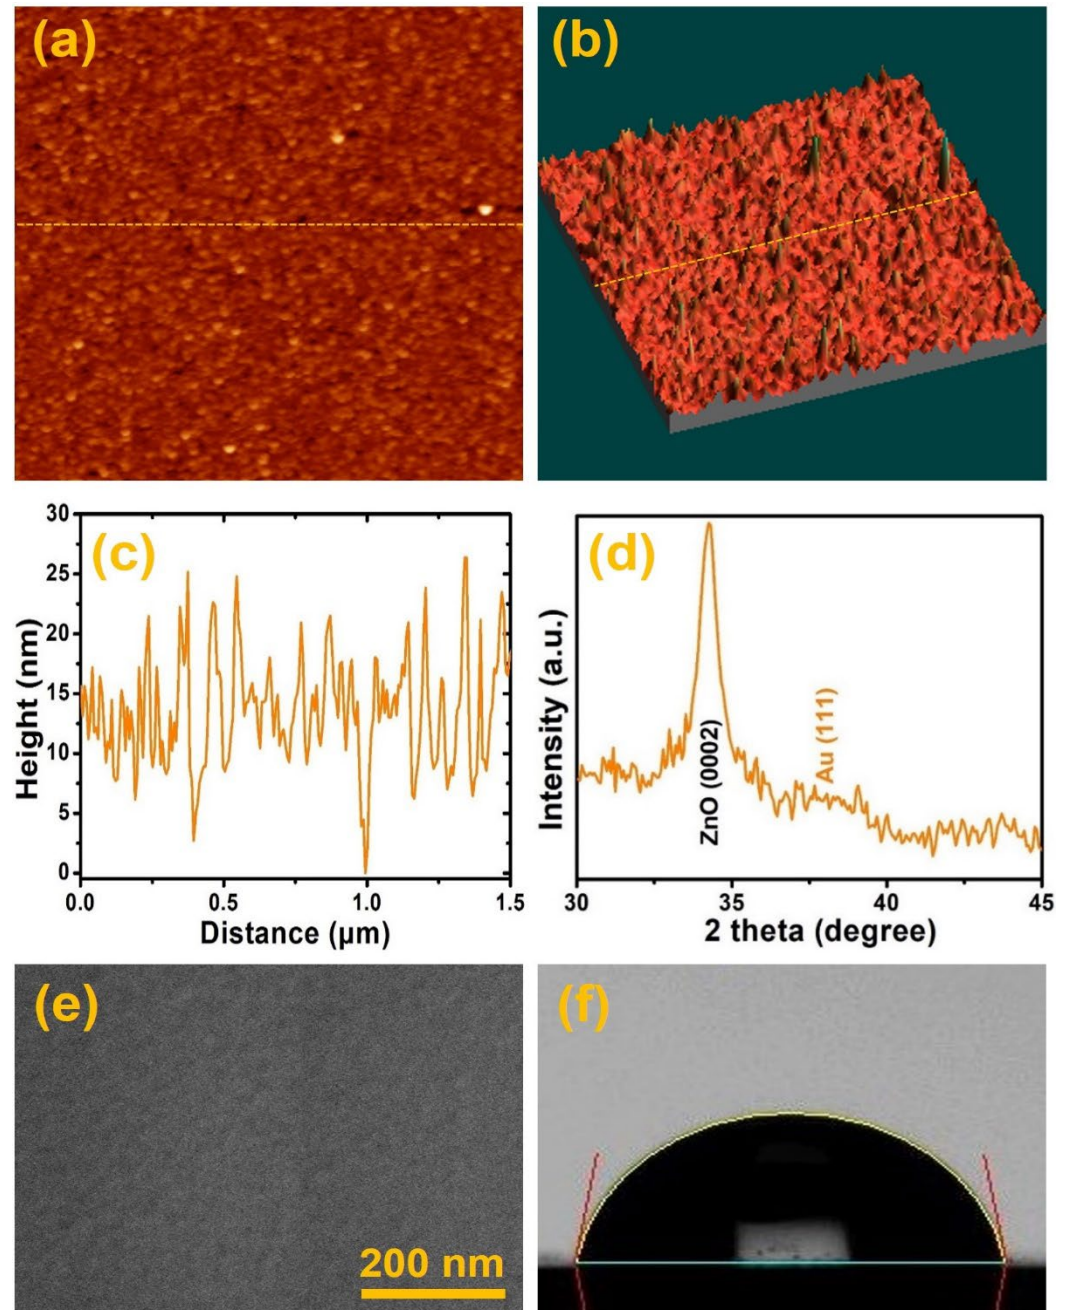 (a)
(b)
(c)
30
25
20
15
10
5
0
Height (nm)
0.0
0.5
1.0
1.5
Distance (µm)
(d)
Intensity (a.u.)
ZnO (0002)
Au (111)
30
35
40
45
2 theta (degree)
(e)
200 nm
(f)